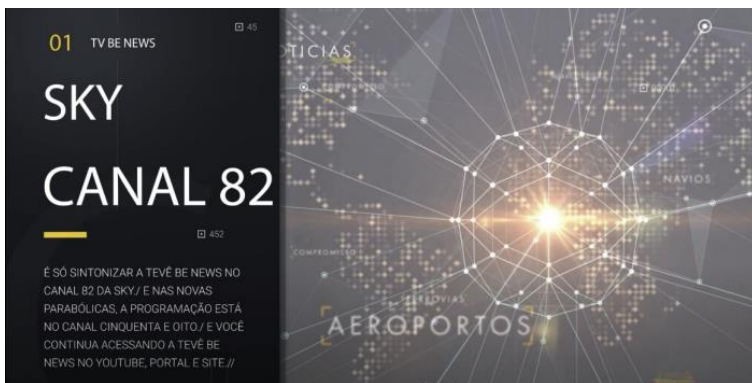 01 TV BE NEWS
45
SKY
CANAL 82
452
É SÓ SINTONIZAR A TEVÊ BE NEWS NO
CANAL 82 DA SKY./ E NAS NOVAS
PARABÓLICAS, A PROGRAMAÇÃO ESTÁ
NO CANAL CINQUENTA E OITO./ E VOCÊ
CONTINUA ACESSANDO A TEVÊ BE
NEWS NO YOUTUBE, PORTAL E SITE.//
OTICIAS
NAVIOS
COMPROMISSO
AEROPORTOS